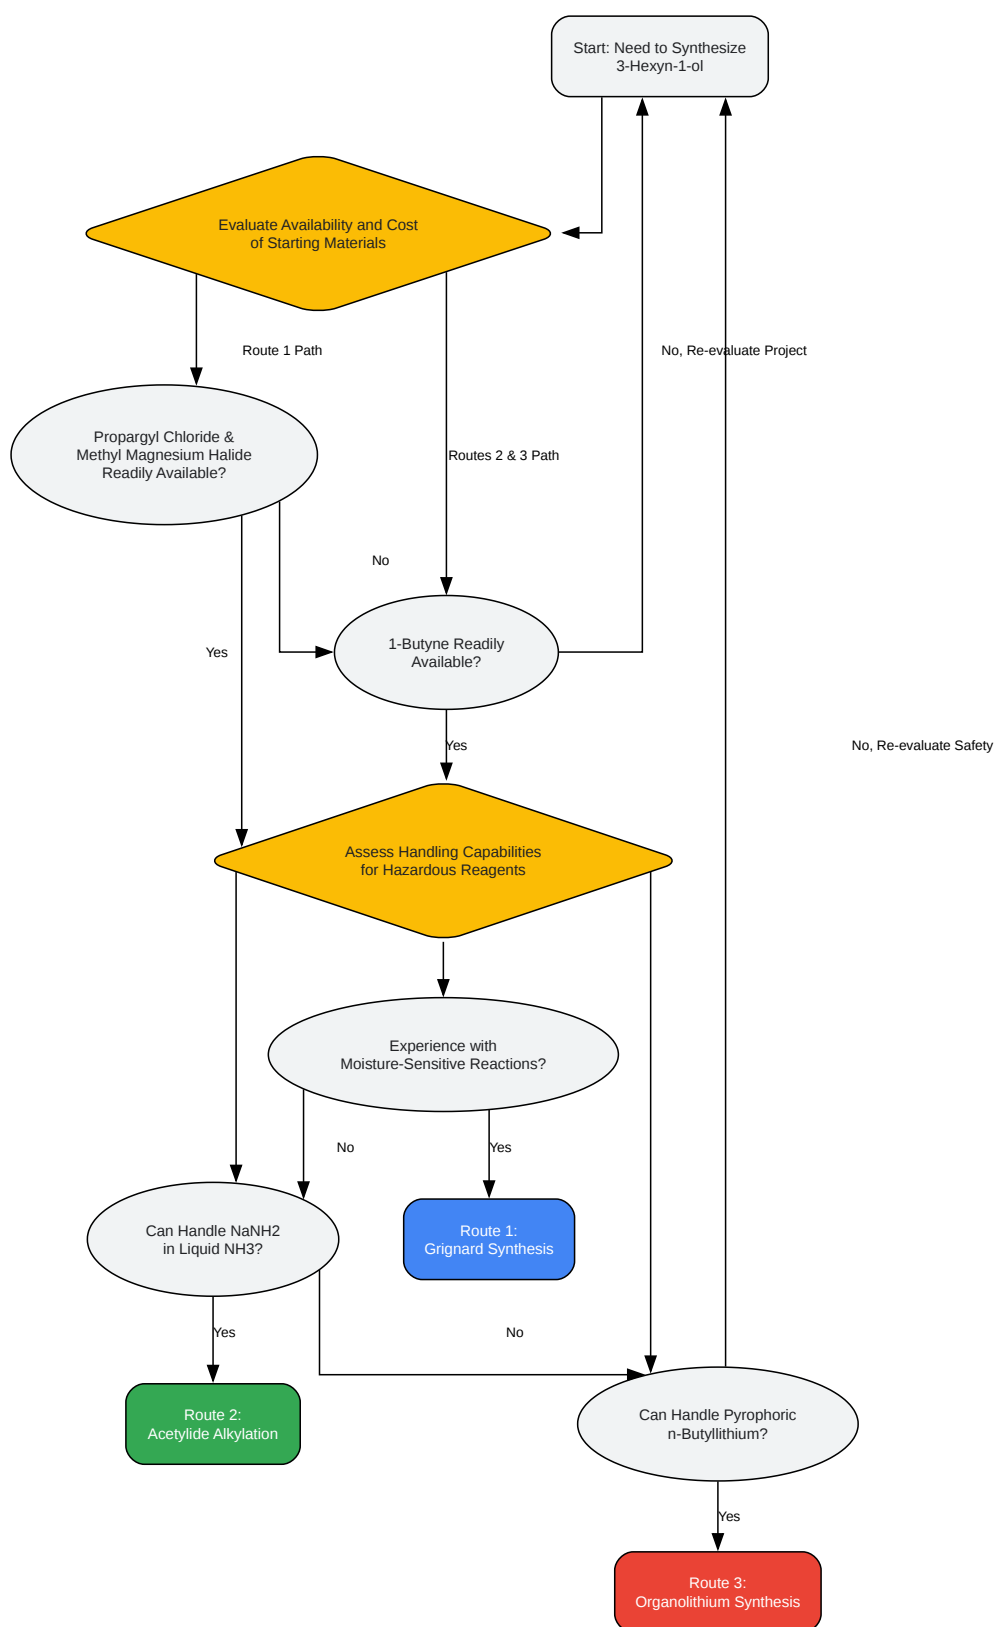 Start: Need to Synthesize
3-Hexyn-1-ol
Evaluate Availability and Cost
of Starting Materials
Route 1 Path
No, Re-evaluate Project
Propargyl Chloride &
Methyl Magnesium Halide
Readily Available?
Routes 2 & 3 Path
No
1-Butyne Readily
Available?
Yes
Yes
No, Re-evaluate Safety
Assess Handling Capabilities
for Hazardous Reagents
Experience with
Moisture-Sensitive Reactions?
No
Yes
Can Handle NaNH2
in Liquid NH3?
Route 1:
Grignard Synthesis
Yes
No
Route 2:
Acetylide Alkylation
Can Handle Pyrophoric
n-Butyllithium?
Yes
Route 3:
Organolithium Synthesis